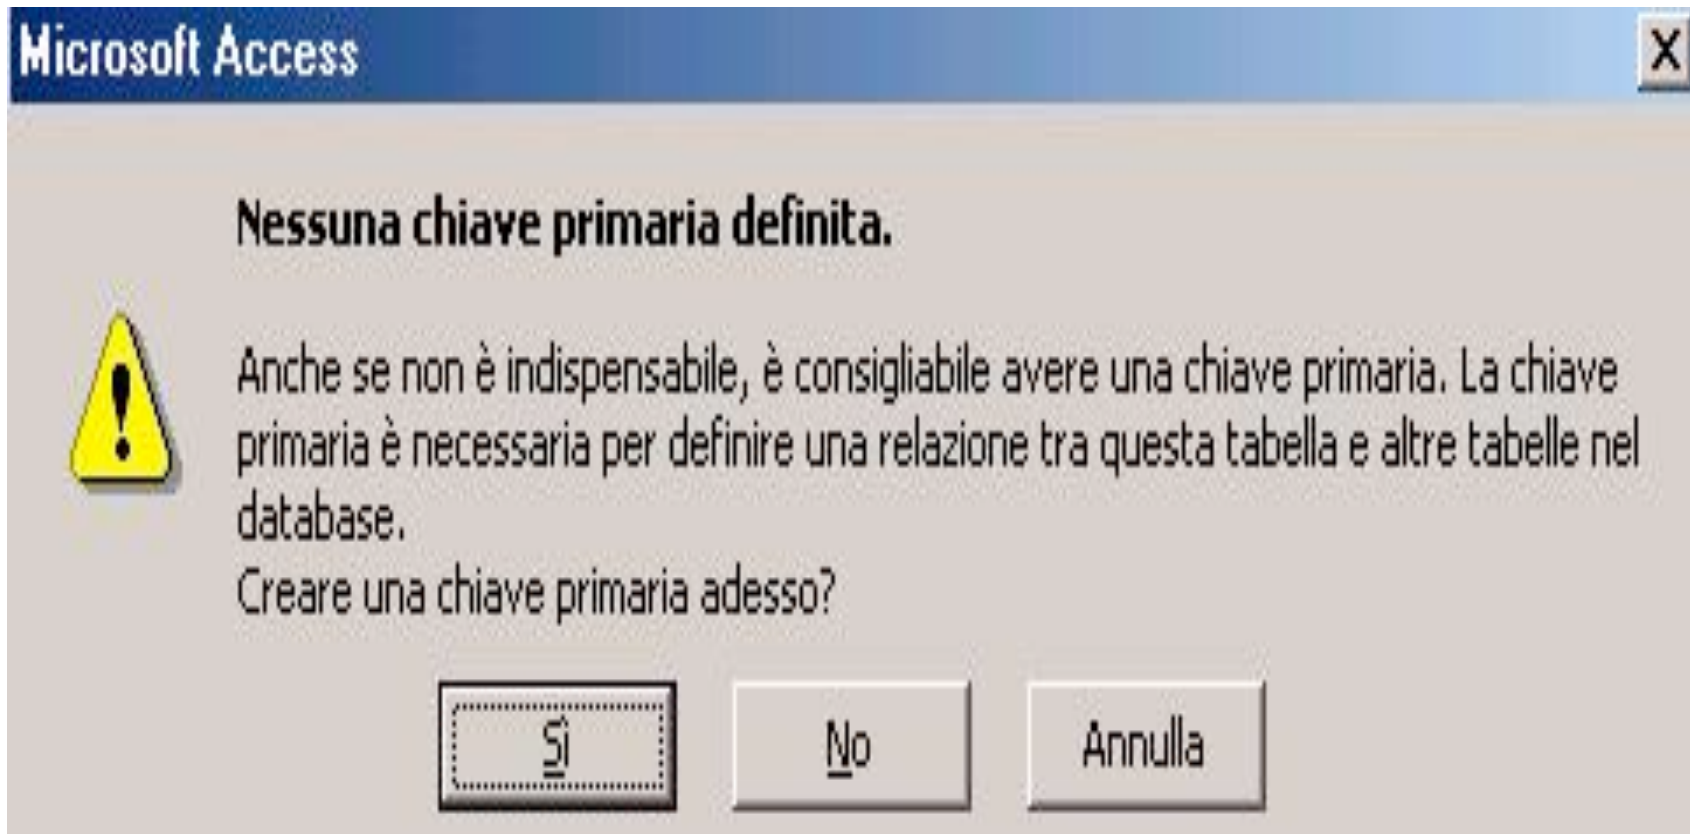 Microsoft Access
X
Nessuna chiave primaria definita.
Anche se non è indispensabile, è consigliabile avere una chiave primaria. La chiave
primaria è necessaria per definire una relazione tra questa tabella e altre tabelle nel
database.
Creare una chiave primaria adesso?
Sì
No
Annulla